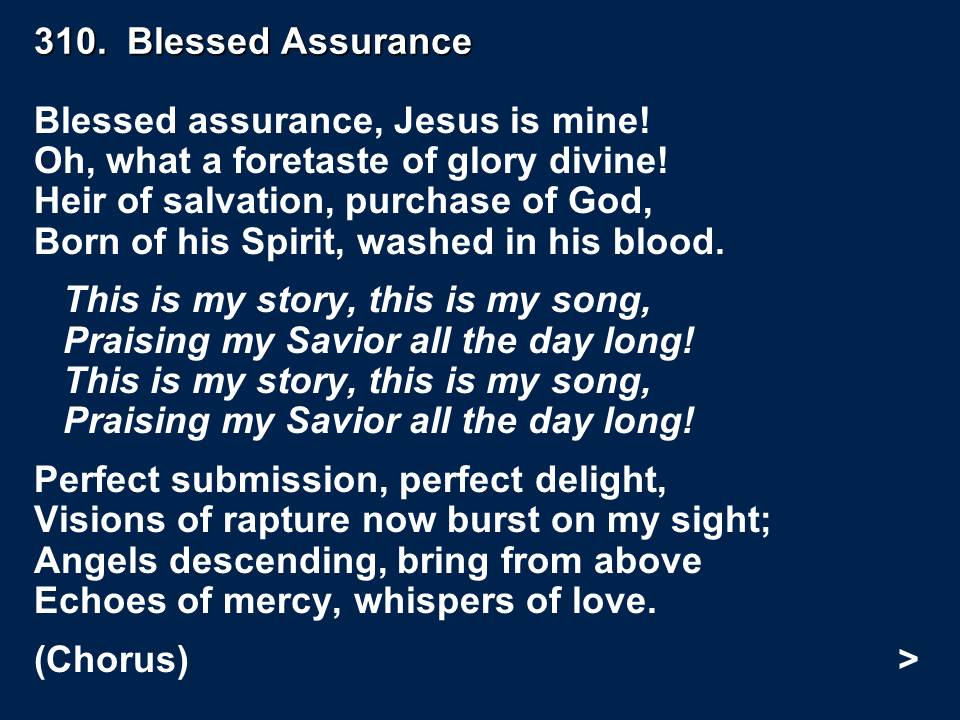 310. Blessed Assurance
Blessed assurance, Jesus is mine!
Oh, what a foretaste of glory divine!
Heir of salvation, purchase of God,
Born of his Spirit, washed in his blood.
This is my story, this is my song,
Praising my Savior all the day long!
This is my story, this is my song,
Praising my Savior all the day long!
Perfect submission, perfect delight,
Visions of rapture now burst on my sight;
Angels descending, bring from above
Echoes of mercy, whispers of love.
(Chorus) >